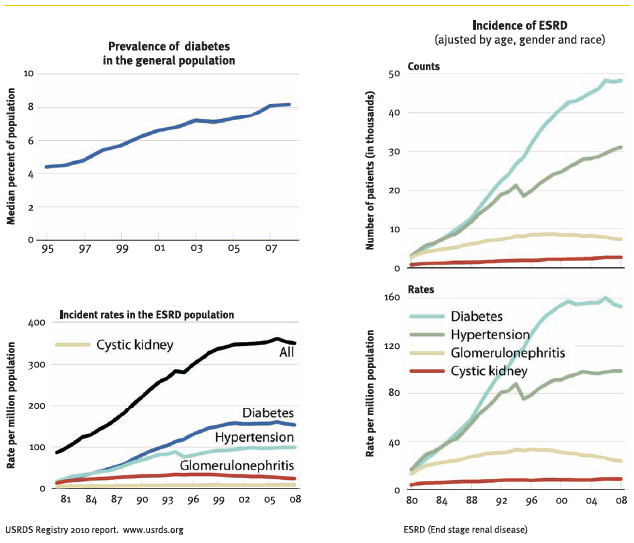 Prevalence of diabetes
in the general population
Median percent of population
10
8
6
4
2
0
95 97 99 01 03 05 07
Incidence of ESRD
(ajusted by age, gender and race)
Counts
Number of patients (in thousands)
50
40
30
20
10
0
Incident rates in the ESRD population
Rate per million population
400
300
200
100
0
Cystic kidney
All
Diabetes
Hypertension
Glomerulonephritis
81 84 87 90 93 96 99 02 05 08
Rates
Rate per million population
160
120
80
40
0
Diabetes
Hypertension
Glomerulonephritis
Cystic kidney
80 84 88 92 96 00 04 08
USRDS Registry 2010 report. www.usrds.org
ESRD (End stage renal disease)